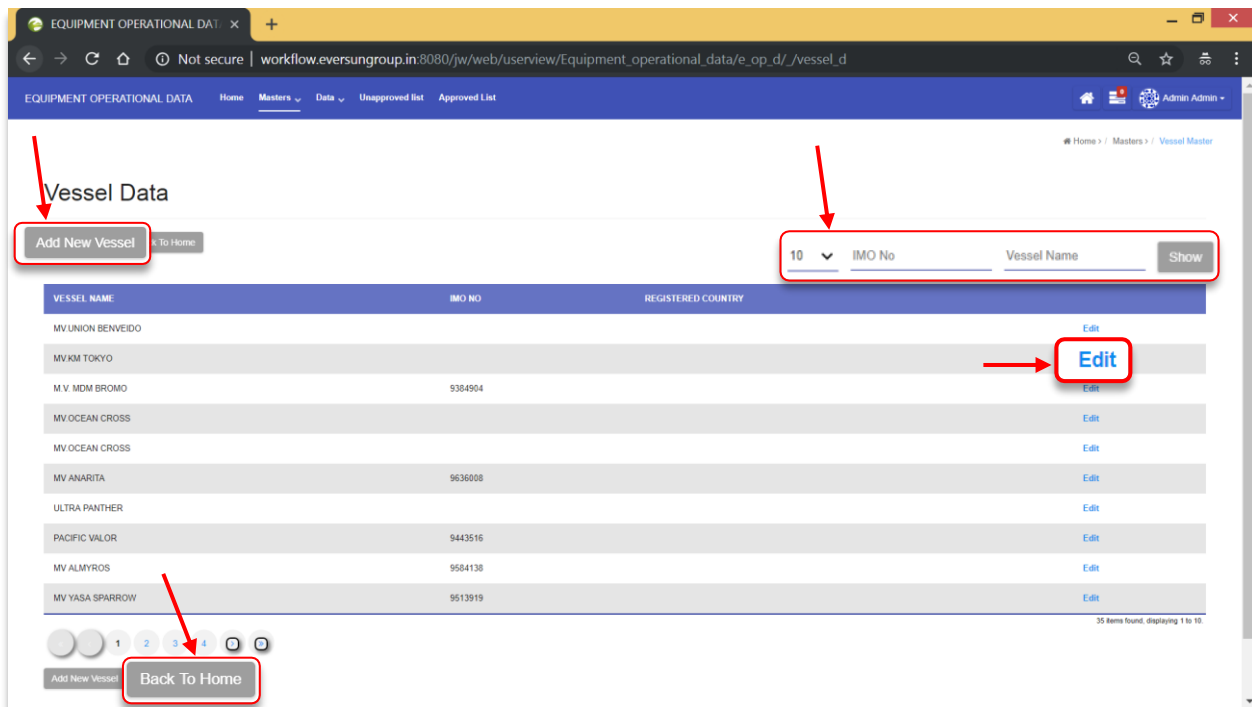 EQUIPMENT OPERATIONAL DAT
Not secure | workflow.eversungroup.in:8080/jw/web/userview/Equipment_operational_data/e_op_d/_/vessel_d
EQUIPMENT OPERATIONAL DATA Home Masters Data Unapproved list Approved List Admin Admin
Home > / Masters > / Vessel Master
Vessel Data
Add New Vessel k To Home
10 IMO No Vessel Name Show
VESSEL NAME IMO NO REGISTERED COUNTRY
MV.UNION BENVEIDO Edit
MV.KM TOKYO Edit
M.V. MDM BROMO 9384904 Edit
MV.OCEAN CROSS Edit
MV.OCEAN CROSS Edit
MV ANARITA 9636008 Edit
ULTRA PANTHER Edit
PACIFIC VALOR 9443516 Edit
MV ALMYROS 9584138 Edit
MV YASA SPARROW 9513919 Edit
35 items found, displaying 1 to 10.
1 2 3 4
Add New Vessel Back To Home